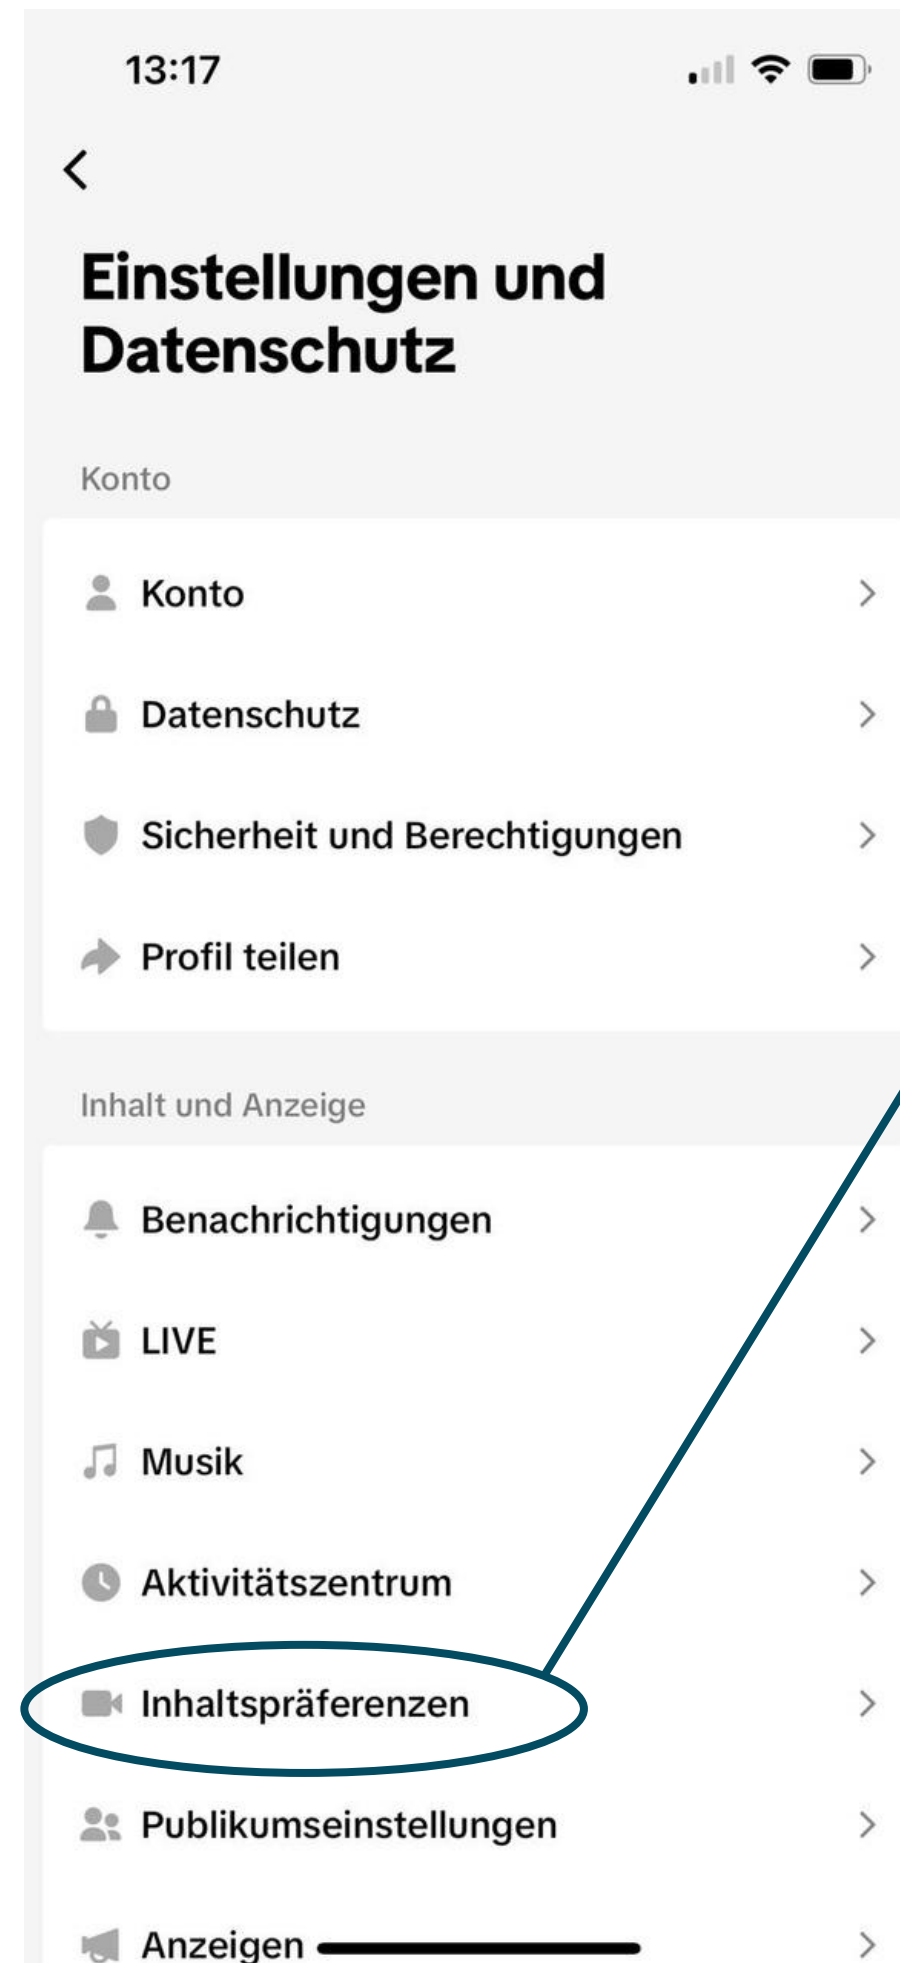 13:17
Einstellungen und
Datenschutz
Konto
Konto
Datenschutz
Sicherheit und Berechtigungen
Profil teilen
Inhalt und Anzeige
Benachrichtigungen
LIVE
Musik
Aktivitätszentrum
Inhaltspräferenzen
Publikumseinstellungen
Anzeigen